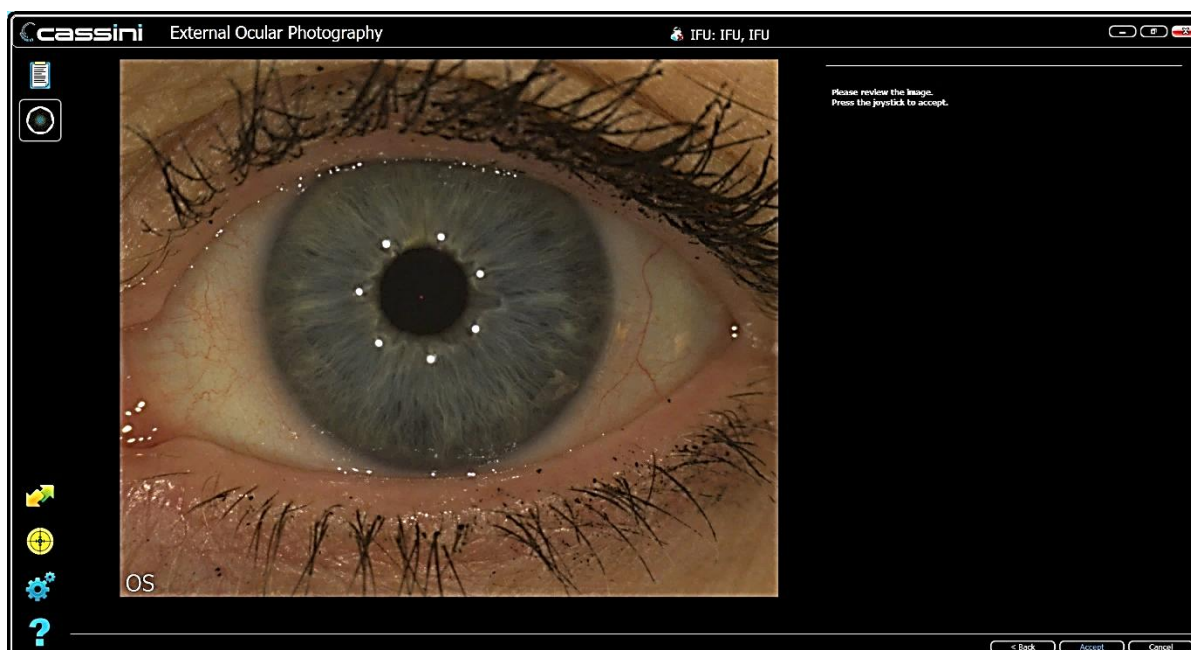 cassini
External Ocular Photography
IFU: IFU, IFU
Please review the image.
Press the joystick to accept.
OS
?
< Back
Accept
Cancel